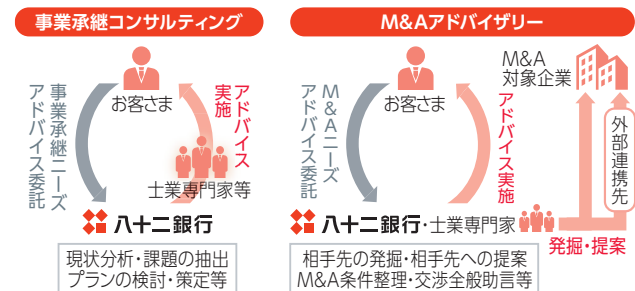 事業承継コンサルティング
お客さま
事業承継ニーズ
アドバイス委託
アドバイス
実施
士業専門家等
八十二銀行
現状分析・課題の抽出
プランの検討・策定等
M&Aアドバイザリー
お客さま
M&Aニーズ
アドバイス委託
アドバイス実施
M&A
対象企業
外部連携先
八十二銀行・士業専門家
発掘・提案
相手先の発掘・相手先への提案
M&A条件整理・交渉全般助言等